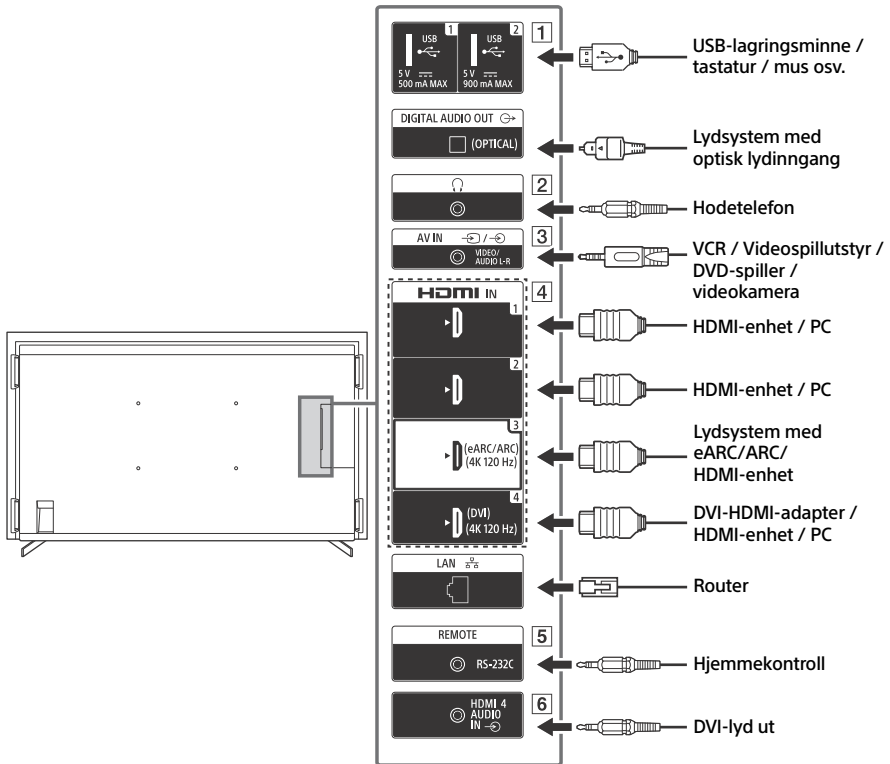 1
USB
2
USB
5 V
500 mA MAX
5 V
900 mA MAX
1
USB-lagringsminne /
tastatur / mus osv.
DIGITAL AUDIO OUT
(OPTICAL)
Lydsystem med
optisk lydinngang
2
Hodetelefon
AV IN
/
VIDEO/
AUDIO L-R
3
VCR / Videospillutstyr /
DVD-spiller /
videokamera
HDMI IN
4
1
HDMI-enhet / PC
2
HDMI-enhet / PC
3
(eARC/ARC)
(4K 120 Hz)
Lydsystem med
eARC/ARC/
HDMI-enhet
4
(DVI)
(4K 120 Hz)
DVI-HDMI-adapter /
HDMI-enhet / PC
LAN
Router
REMOTE
5
RS-232C
Hjemmekontroll
HDMI 4
AUDIO
IN
6
DVI-lyd ut